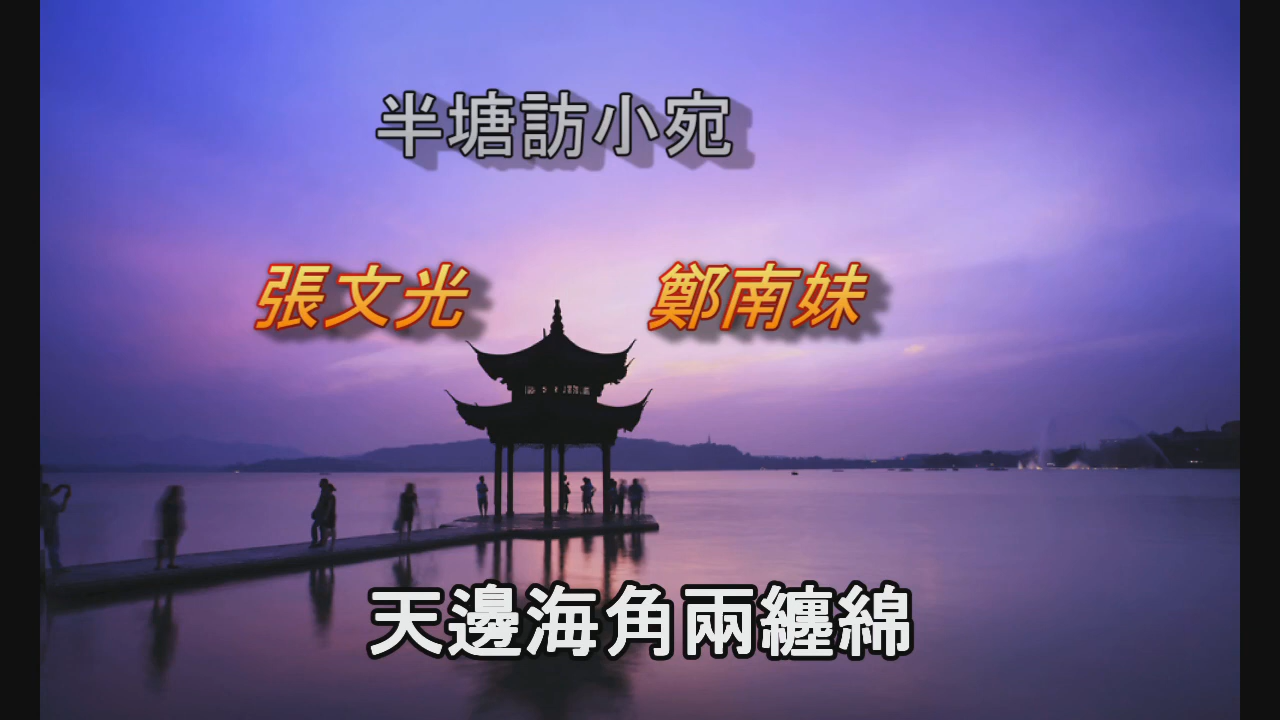 半塘訪小宛
張文光 鄭南妹
天邊海角兩纏綿